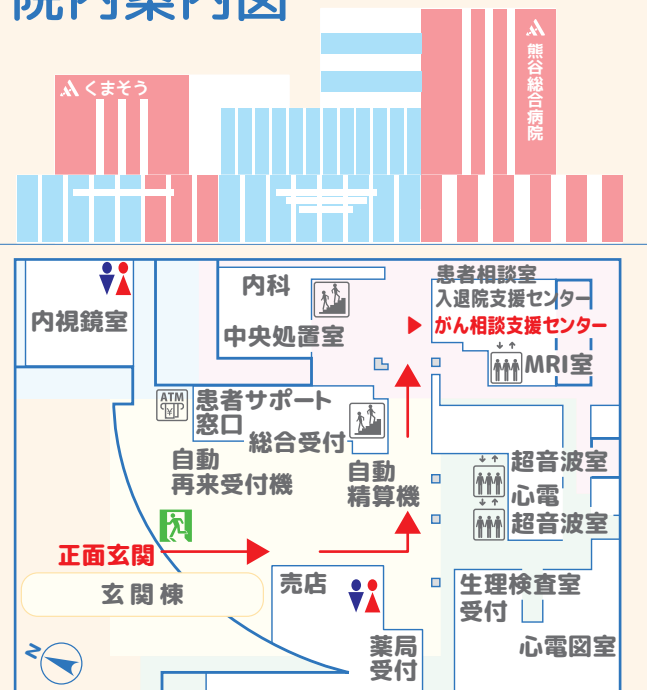 院内案内図
くまそう
熊谷総合病院
内視鏡室
内科
中央処置室
患者相談室
入退院支援センター
がん相談支援センター
MRI室
ATM
患者サポート
窓口
総合受付
自動
再来受付機
自動
精算機
超音波室
心電
超音波室
正面玄関
玄関棟
売店
生理検査室
受付
心電図室
薬局
受付
N